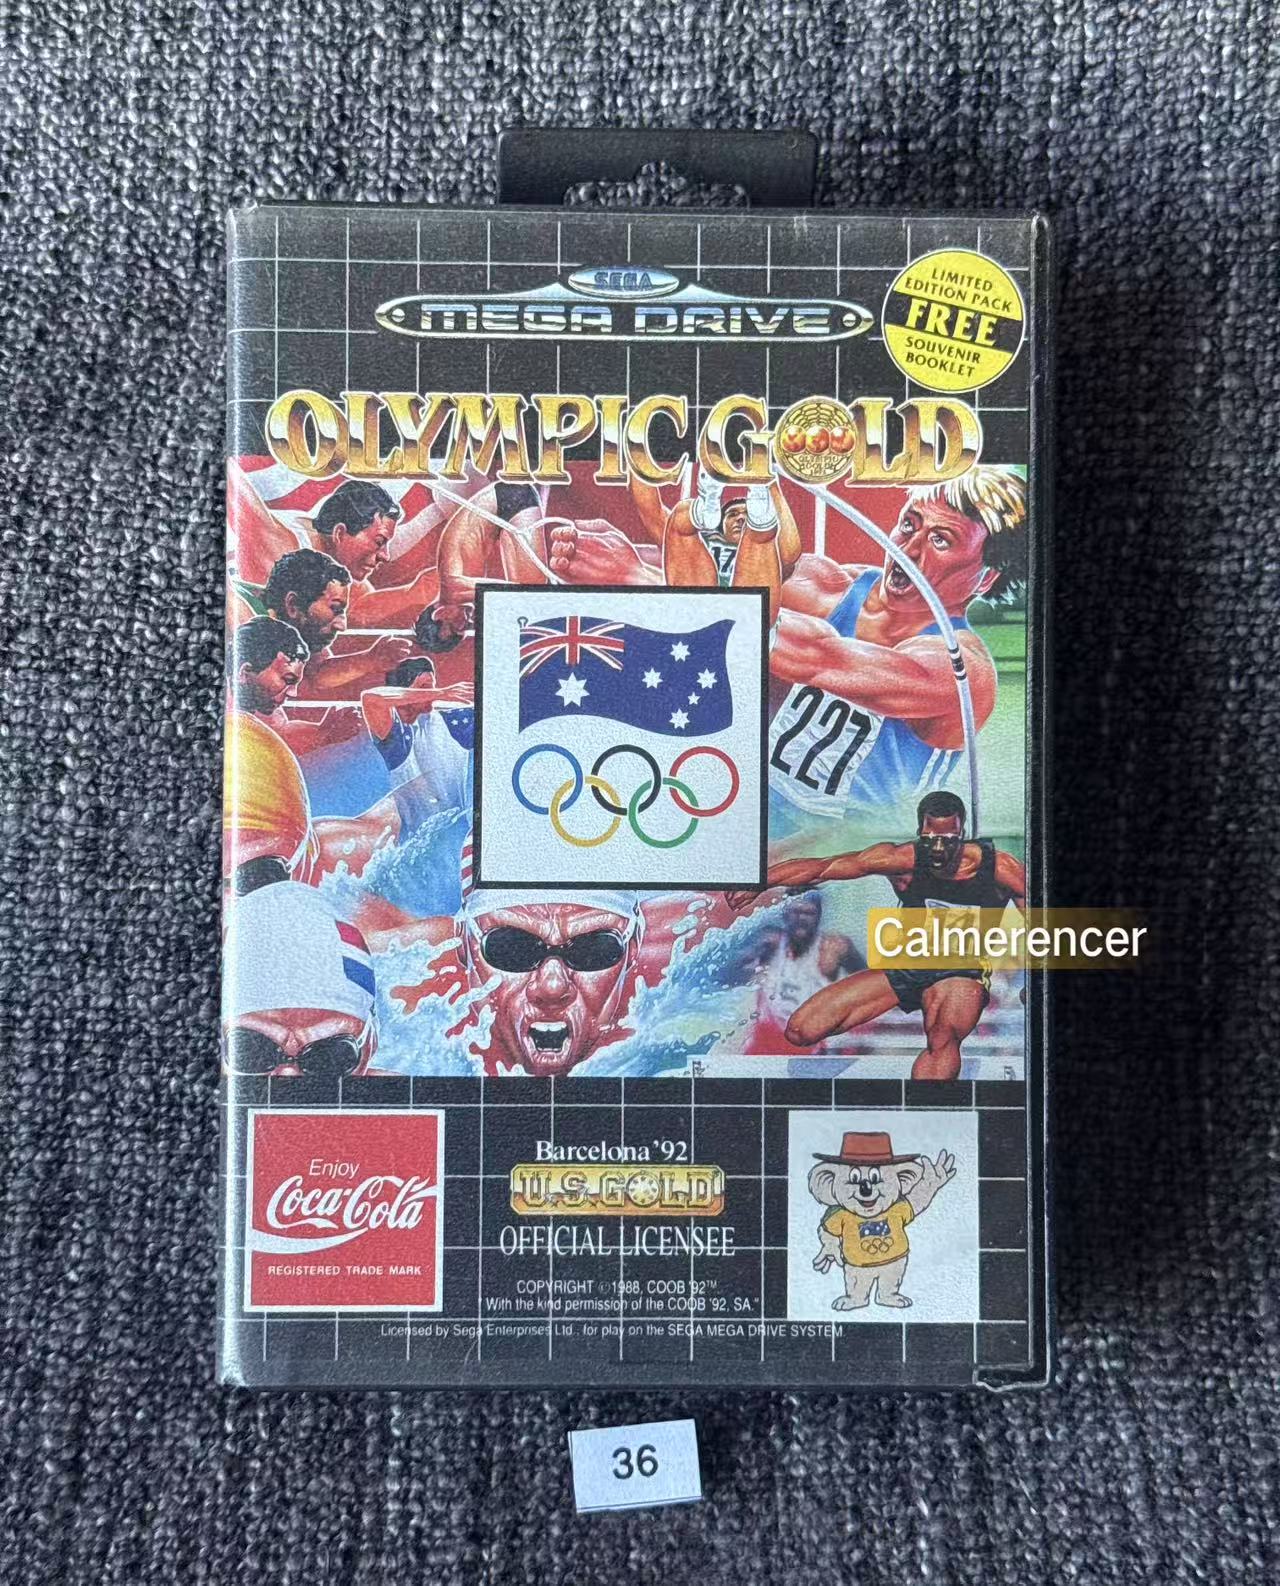 SEGA
MEGA DRIVE
LIMITED
EDITION PACK
FREE
SOUVENIR
BOOKLET
OLYMPIC GOLD
17
227
Calmerencer
Enjoy
Coca-Cola
REGISTERED TRADE MARK
Barcelona '92
U.S. GOLD
OFFICIAL LICENSEE
COPYRIGHT ©1988, COOB '92™
"With the kind permission of the COOB '92, SA."
Licensed by Sega Enterprises Ltd., for play on the SEGA MEGA DRIVE SYSTEM
36